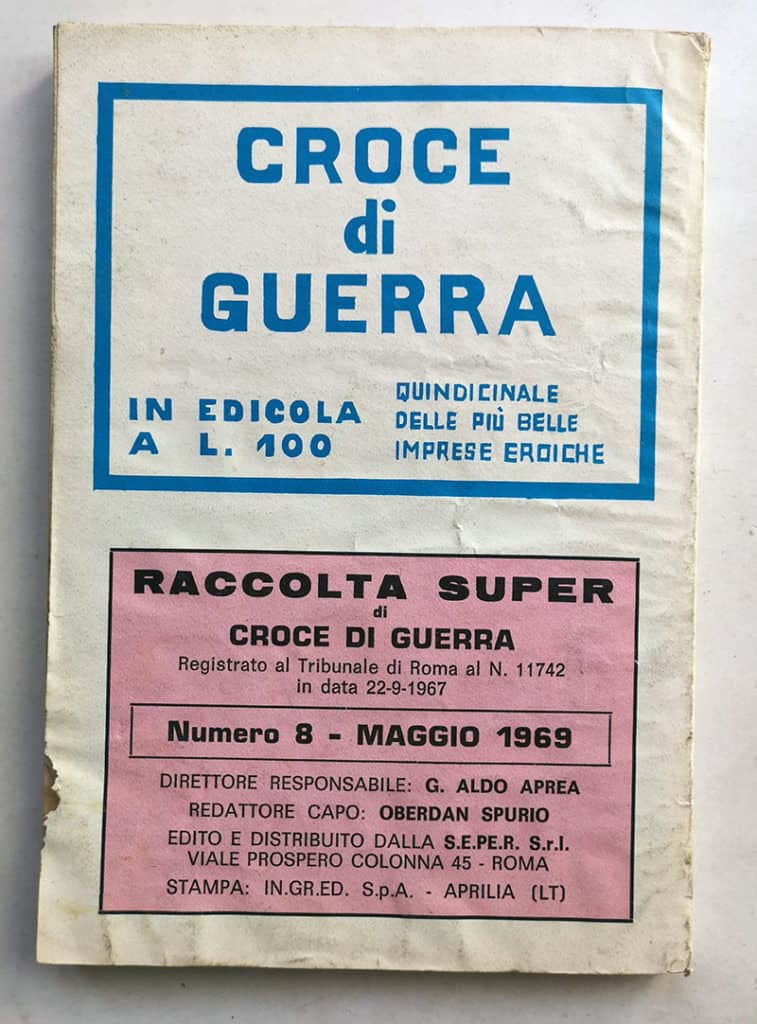 CROCE
di
GUERRA
IN EDICOLA
A L. 100
QUINDICINALE
DELLE PIÙ BELLE
IMPRESE EROICHE
RACCOLTA SUPER
di
CROCE DI GUERRA
Registrato al Tribunale di Roma al N. 11742
in data 22-9-1967
Numero 8 - MAGGIO 1969
DIRETTORE RESPONSABILE: G. ALDO APREA
REDATTORE CAPO: OBERDAN SPURIO
EDITO E DISTRIBUITO DALLA S.E.PE.R. S.r.l.
VIALE PROSPERO COLONNA 45 - ROMA
STAMPA: IN.GR.ED. S.p.A. - APRILIA (LT)